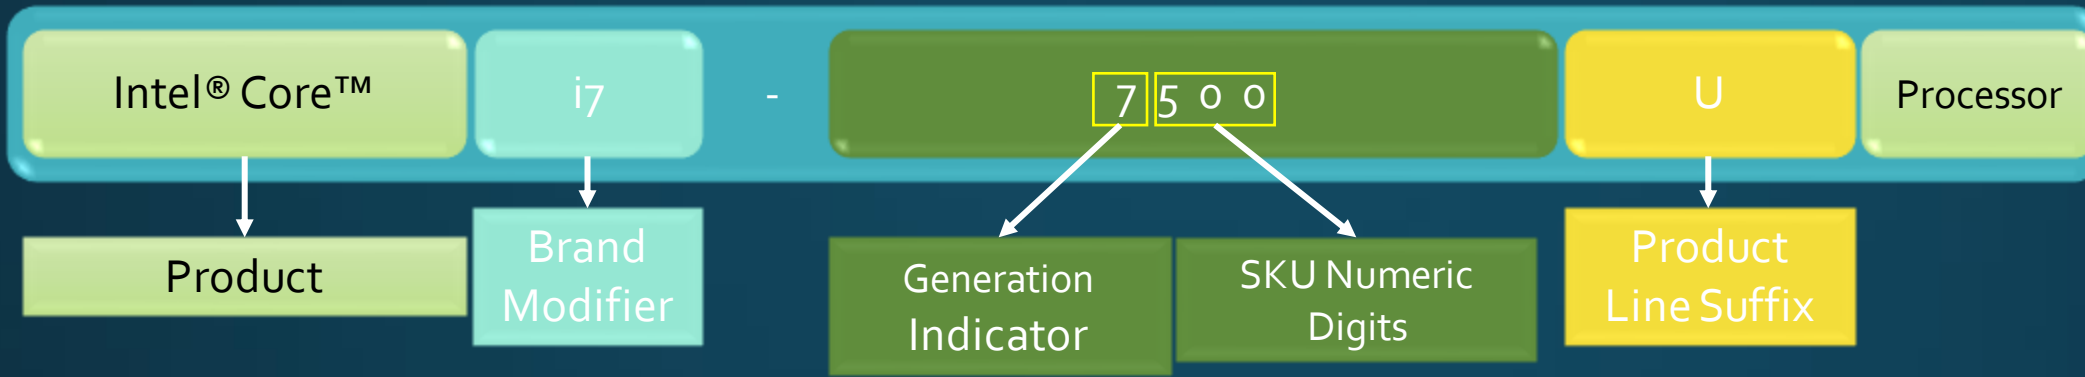 Intel® Core™ i7 - 7 5 0 0 U Processor
Product
Brand
Modifier
Generation
Indicator
SKU Numeric
Digits
Product
Line Suffix